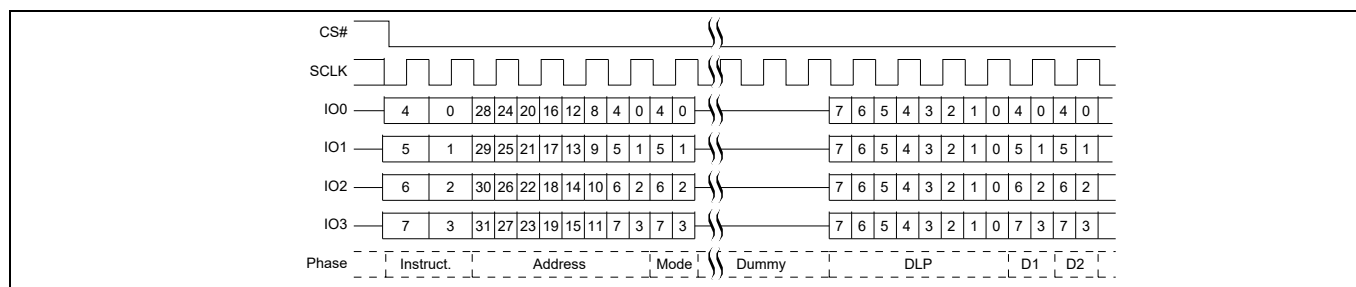 CS#
SCLK
IO0 4 0 28 24 20 16 12 8 4 0 4 0 7 6 5 4 3 2 1 0 4 0 4 0
IO1 5 1 29 25 21 17 13 9 5 1 5 1 7 6 5 4 3 2 1 0 5 1 5 1
IO2 6 2 30 26 22 18 14 10 6 2 6 2 7 6 5 4 3 2 1 0 6 2 6 2
IO3 7 3 31 27 23 19 15 11 7 3 7 3 7 6 5 4 3 2 1 0 7 3 7 3
Phase Instruct. Address Mode Dummy DLP D1 D2